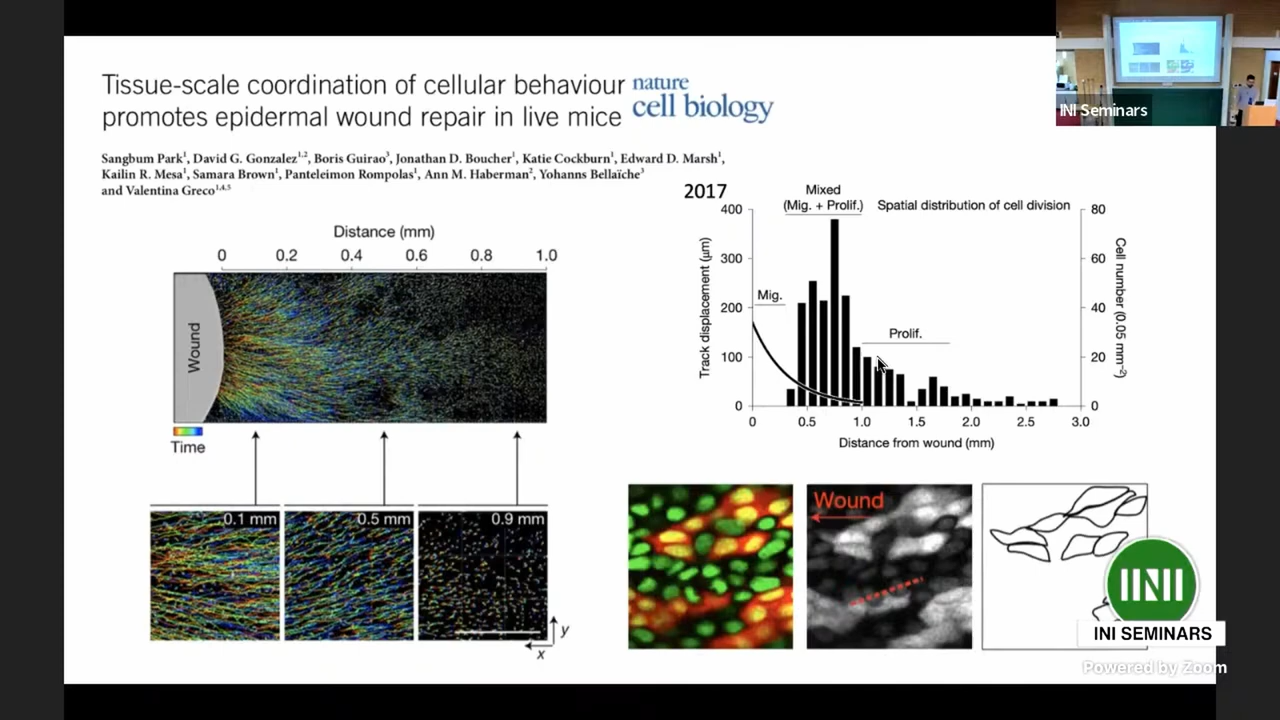 Tissue-scale coordination of cellular behaviour
promotes epidermal wound repair in live mice
nature
cell biology
Sangbum Park¹, David G. Gonzalez¹,², Boris Guirao³, Jonathan D. Boucher¹, Katie Cockburn¹, Edward D. Marsh¹,
Kailin R. Mesa¹, Samara Brown¹, Panteleimon Rompolas¹, Ann M. Haberman², Yohanns Bellaïche³
and Valentina Greco¹,⁴,⁵
2017
Distance (mm)
0 0.2 0.4 0.6 0.8 1.0
Wound
Time
0.1 mm
0.5 mm
0.9 mm
y
x
Mixed
(Mig. + Prolif.)
Spatial distribution of cell division
Mig.
Prolif.
Track displacement (μm)
400
300
200
100
0
Cell number (0.05 mm⁻²)
80
60
40
20
0
0 0.5 1.0 1.5 2.0 2.5 3.0
Distance from wound (mm)
Wound
INI Seminars
INI
INI SEMINARS
Powered by Zoom